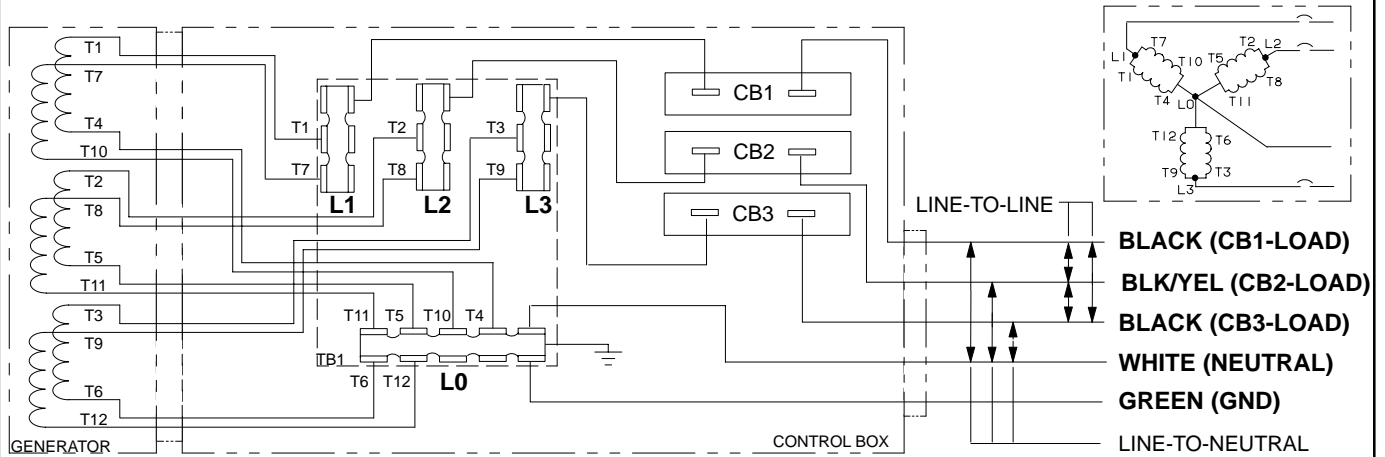 T1
T7
T4
T10
T2
T8
T5
T11
T3
T9
T6
T12
GENERATOR
T1
T7
L1
T2
T8
L2
T3
T9
L3
T11 T5 T10 T4
TB1
T6 T12
L0
CB1
CB2
CB3
CONTROL BOX
LINE-TO-LINE
BLACK (CB1-LOAD)
BLK/YEL (CB2-LOAD)
BLACK (CB3-LOAD)
WHITE (NEUTRAL)
GREEN (GND)
LINE-TO-NEUTRAL
T7 T2 L2
L1 T10 T5
T1 T8
T4 L0 T11
T12 T6
T9 T3
L3